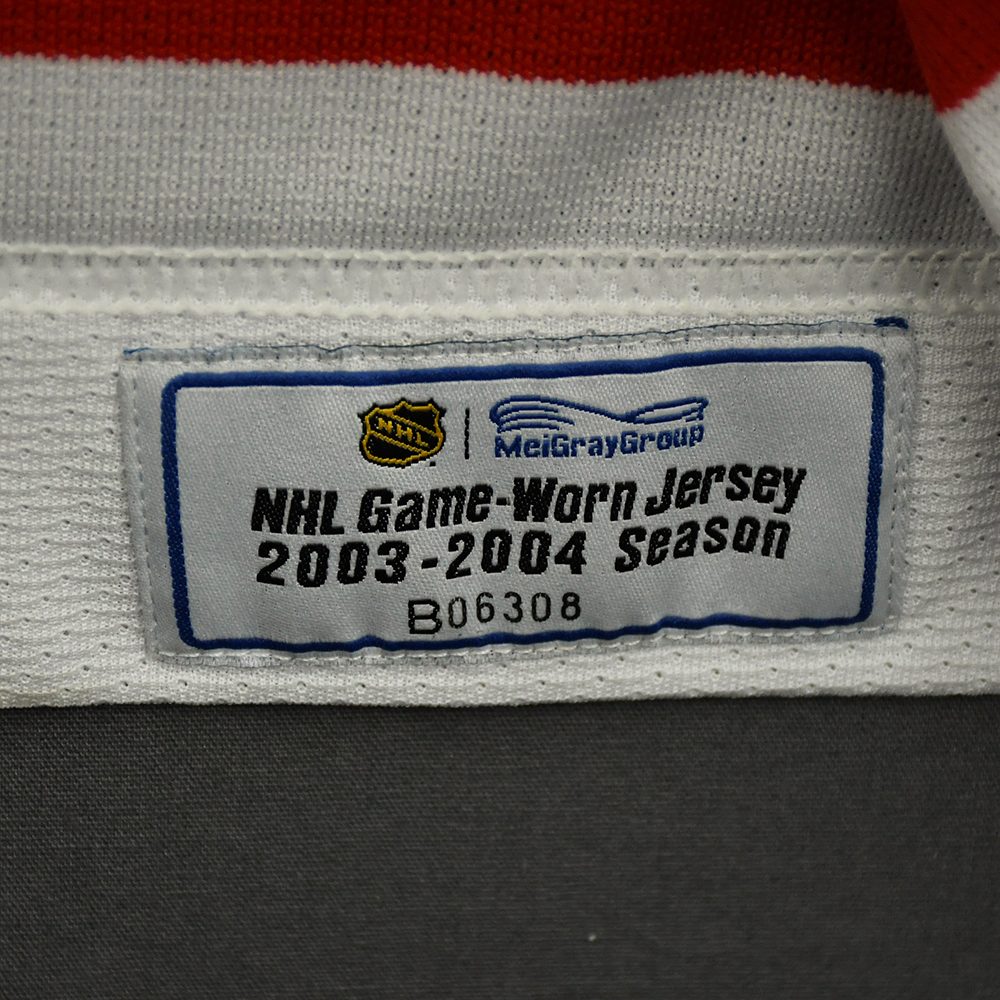 NHL | MeiGrayGroup
NHL Game-Worn Jersey
2003-2004 Season
B06308